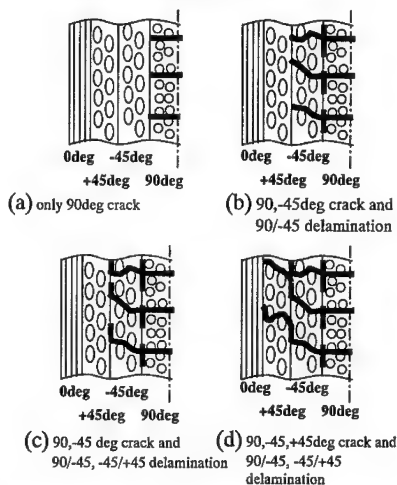 0deg -45deg
+45deg 90deg
(a) only 90deg crack
0deg -45deg
+45deg 90deg
(b) 90,-45deg crack and
90/-45 delamination
0deg -45deg
+45deg 90deg
(c) 90,-45 deg crack and
90/-45, -45/+45 delamination
0deg -45deg
+45deg 90deg
(d) 90,-45,+45deg crack and
90/-45, -45/+45
delamination